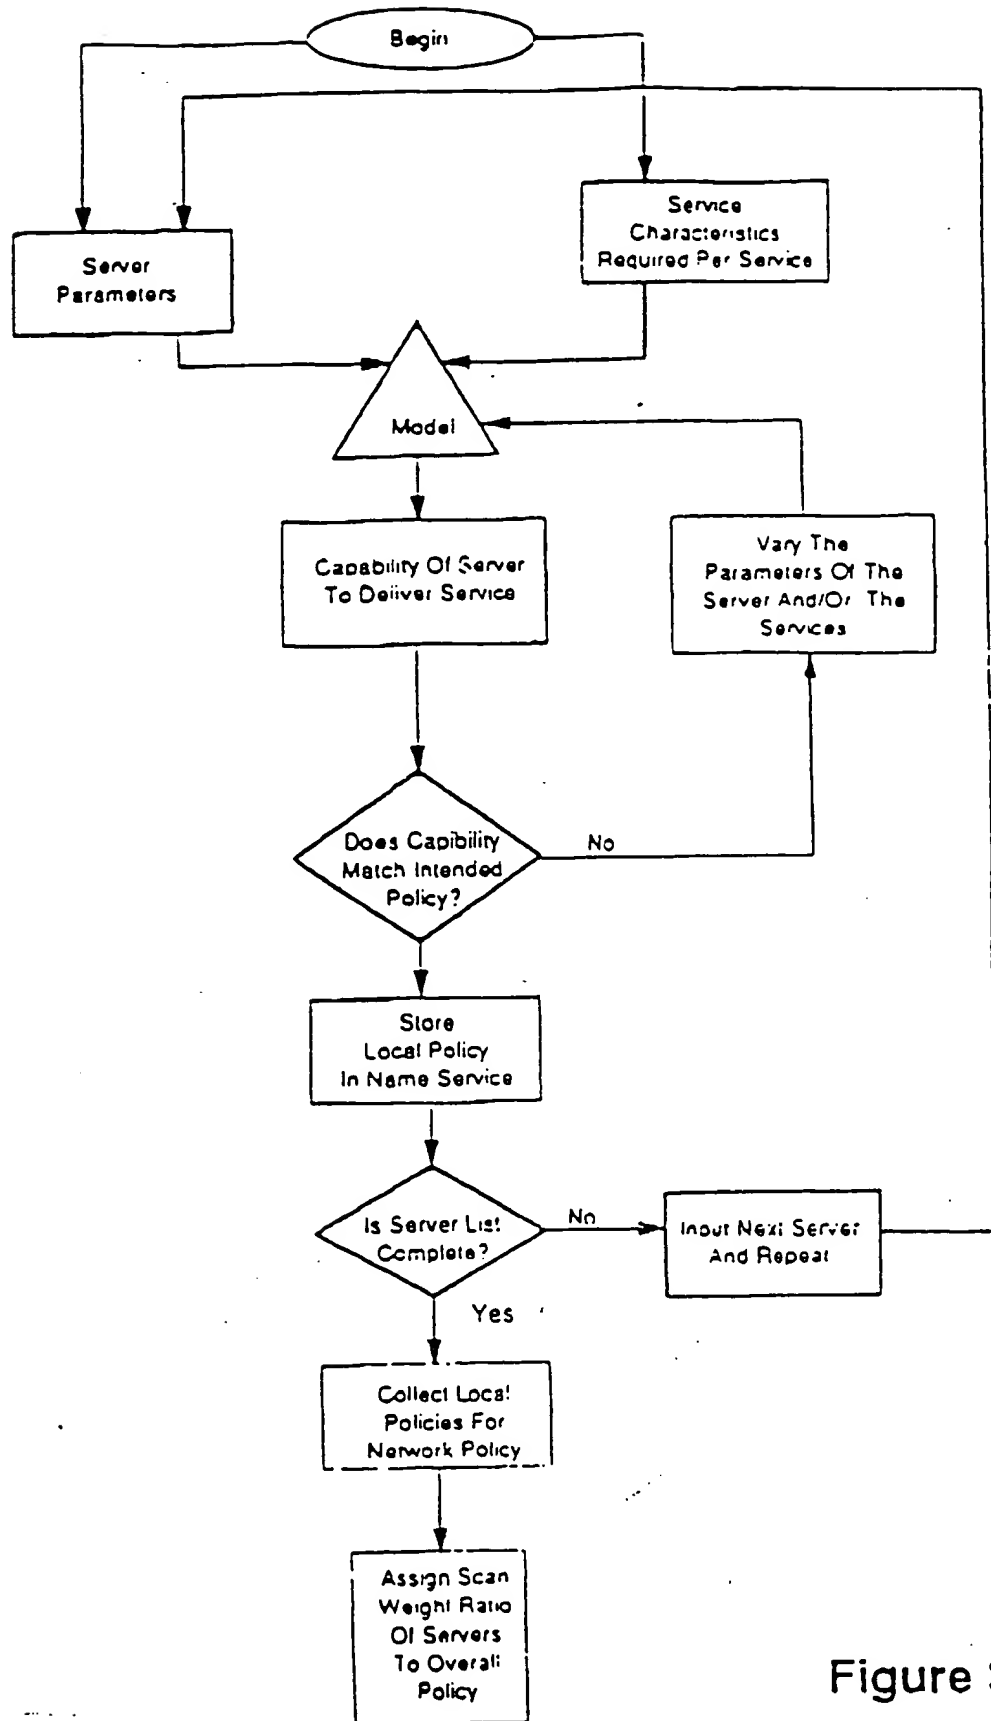 Begin
Service
Characteristics
Required Per Service
Server
Parameters
Model
Capability Of Server
To Deliver Service
Vary The
Parameters Of The
Server And/Or The
Services
Does Capibility
Match Intended
Policy?
No
Store
Local Policy
In Name Service
Is Server List
Complete?
No
Input Next Server
And Repeat
Yes
Collect Local
Policies For
Network Policy
Assign Scan
Weight Ratio
Of Servers
To Overall
Policy
Figure